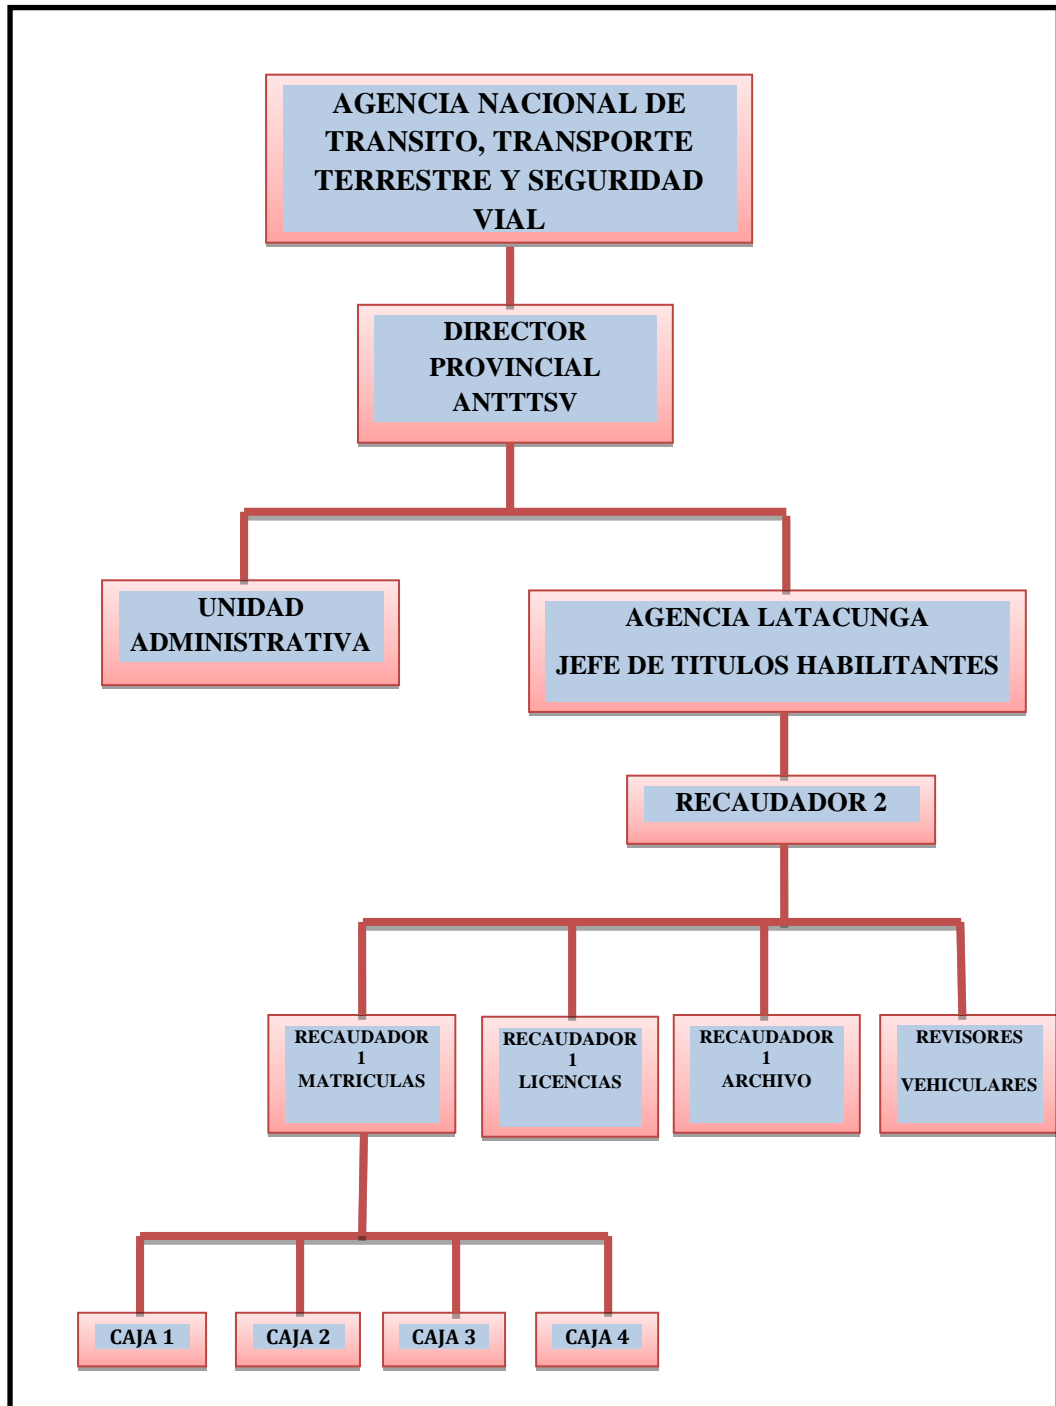 AGENCIA NACIONAL DE
TRANSITO, TRANSPORTE
TERRESTRE Y SEGURIDAD
VIAL
DIRECTOR
PROVINCIAL
ANTTTSV
UNIDAD
ADMINISTRATIVA
AGENCIA LATACUNGA
JEFE DE TITULOS HABILITANTES
RECAUDADOR 2
RECAUDADOR
1
MATRICULAS
RECAUDADOR
1
LICENCIAS
RECAUDADOR
1
ARCHIVO
REVISORES
VEHICULARES
CAJA 1
CAJA 2
CAJA 3
CAJA 4